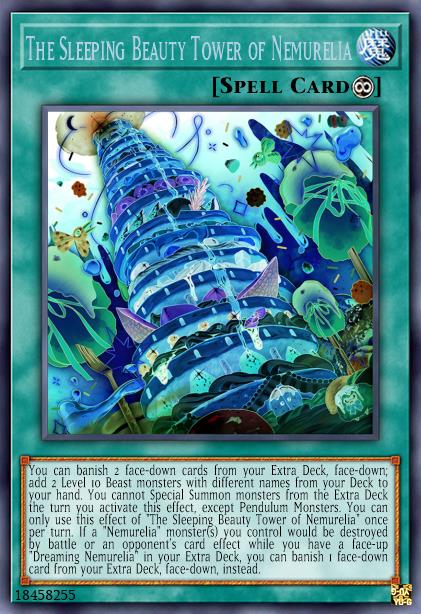 The Sleeping Beauty Tower of Nemurelia
魔
[Spell Card♾]
You can banish 2 face-down cards from your Extra Deck, face-down;
add 2 Level 10 Beast monsters with different names from your Deck to
your hand. You cannot Special Summon monsters from the Extra Deck
the turn you activate this effect, except Pendulum Monsters. You can
only use this effect of "The Sleeping Beauty Tower of Nemurelia" once
per turn. If a "Nemurelia" monster(s) you control would be destroyed
by battle or an opponent's card effect while you have a face-up
"Dreaming Nemurelia" in your Extra Deck, you can banish 1 face-down
card from your Extra Deck, face-down, instead.
18458255